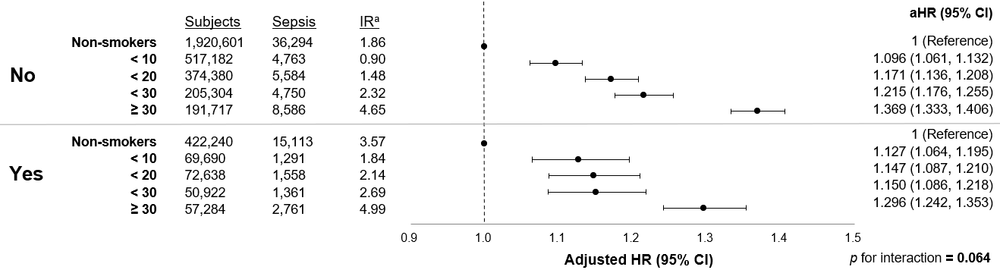 Subjects Sepsis IRa aHR (95% CI)
Non-smokers 1,920,601 36,294 1.86 1 (Reference)
< 10 517,182 4,763 0.90 1.096 (1.061, 1.132)
No < 20 374,380 5,584 1.48 1.171 (1.136, 1.208)
< 30 205,304 4,750 2.32 1.215 (1.176, 1.255)
≥ 30 191,717 8,586 4.65 1.369 (1.333, 1.406)
Non-smokers 422,240 15,113 3.57 1 (Reference)
< 10 69,690 1,291 1.84 1.127 (1.064, 1.195)
Yes < 20 72,638 1,558 2.14 1.147 (1.087, 1.210)
< 30 50,922 1,361 2.69 1.150 (1.086, 1.218)
≥ 30 57,284 2,761 4.99 1.296 (1.242, 1.353)
0.9 1.0 1.1 1.2 1.3 1.4 1.5
Adjusted HR (95% CI) p for interaction = 0.064